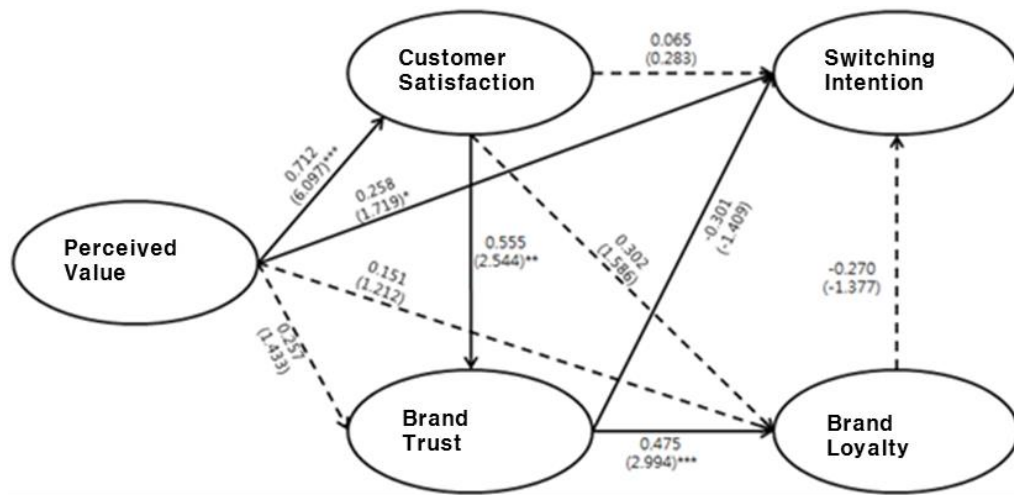 Customer
Satisfaction
0.065
(0.283)
Switching
Intention
0.712
(6.097)***
0.258
(1.719)*
Perceived
Value
0.555
(2.544)**
0.302
(1.586)
-0.301
(-1.409)
-0.270
(-1.377)
0.151
(1.212)
0.257
(1.433)
Brand
Trust
0.475
(2.994)***
Brand
Loyalty